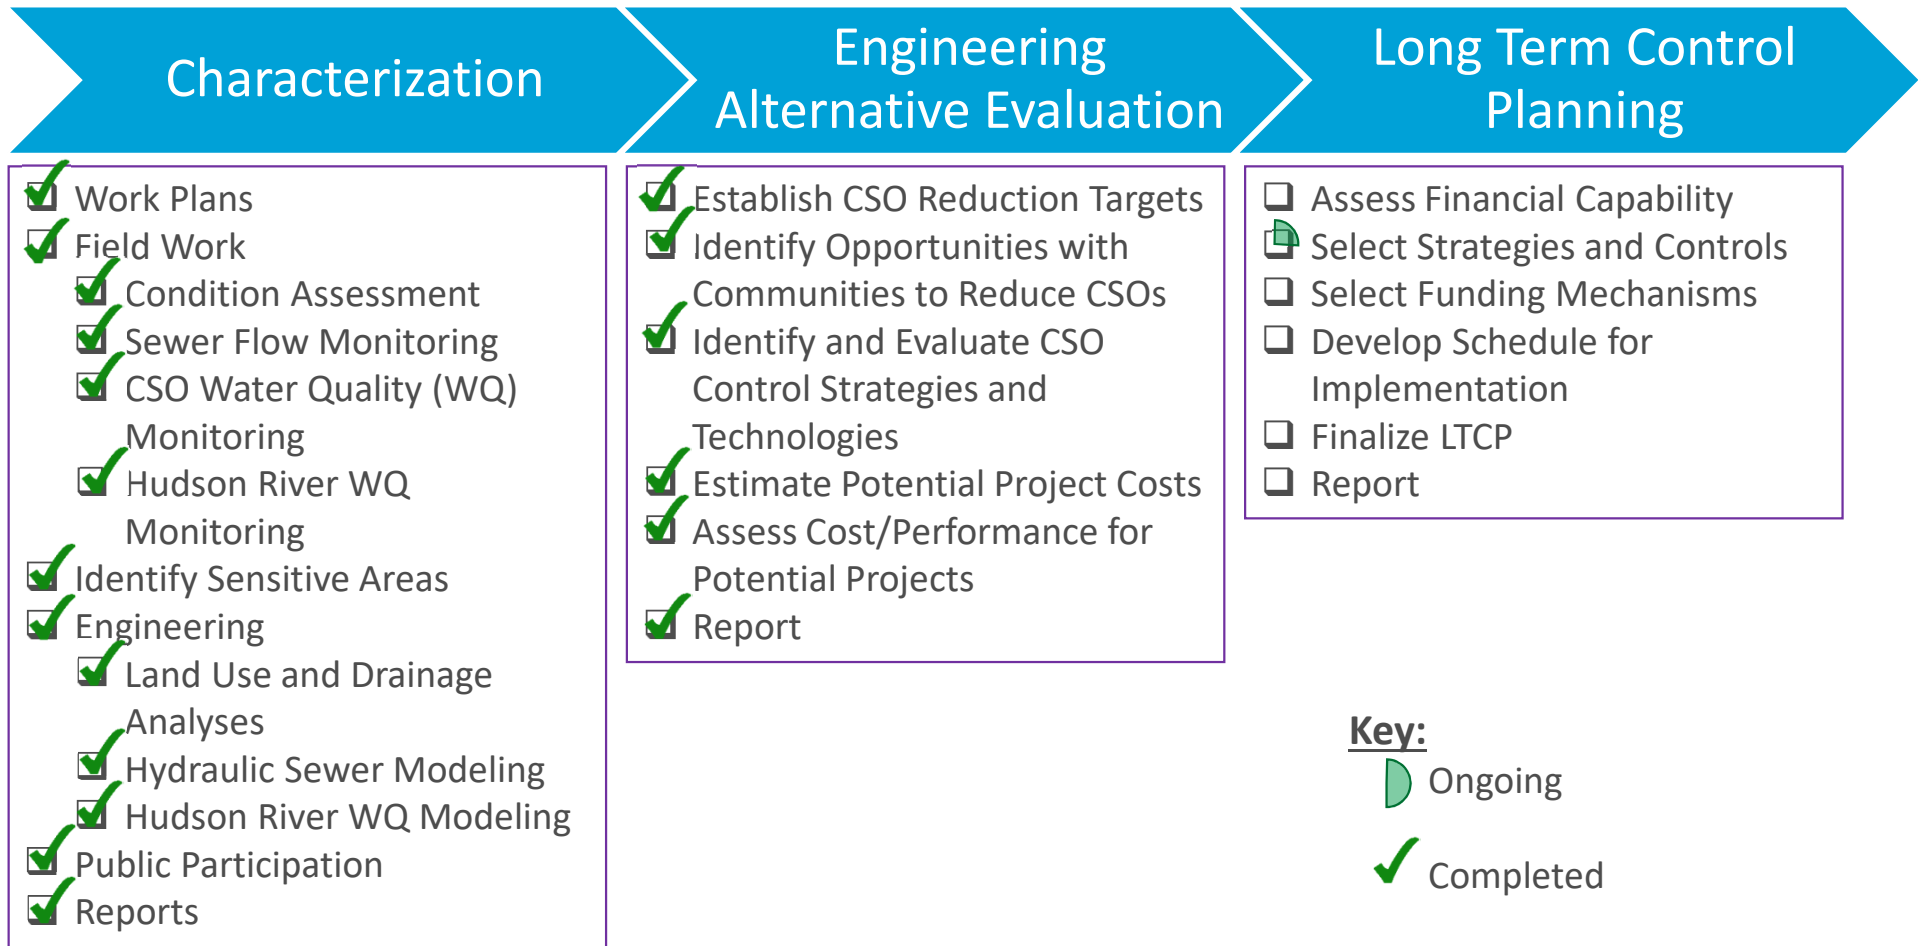 Characterization
Engineering
Alternative Evaluation
Long Term Control
Planning
Work Plans
Field Work
Condition Assessment
Sewer Flow Monitoring
CSO Water Quality (WQ)
Monitoring
Hudson River WQ
Monitoring
Identify Sensitive Areas
Engineering
Land Use and Drainage
Analyses
Hydraulic Sewer Modeling
Hudson River WQ Modeling
Public Participation
Reports
Establish CSO Reduction Targets
Identify Opportunities with
Communities to Reduce CSOs
Identify and Evaluate CSO
Control Strategies and
Technologies
Estimate Potential Project Costs
Assess Cost/Performance for
Potential Projects
Report
Assess Financial Capability
Select Strategies and Controls
Select Funding Mechanisms
Develop Schedule for
Implementation
Finalize LTCP
Report
Key:
Ongoing
Completed